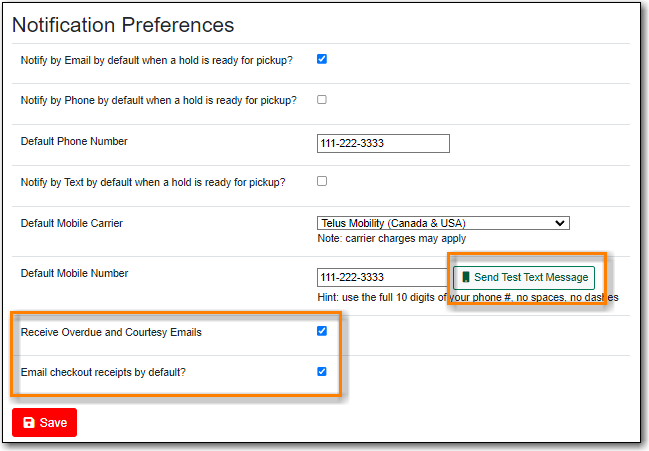 Notification Preferences
Notify by Email by default when a hold is ready for pickup?
Notify by Phone by default when a hold is ready for pickup?
Default Phone Number
111-222-3333
Notify by Text by default when a hold is ready for pickup?
Default Mobile Carrier
Telus Mobility (Canada & USA)
Note: carrier charges may apply
Default Mobile Number
111-222-3333
Send Test Text Message
Hint: use the full 10 digits of your phone #, no spaces, no dashes
Receive Overdue and Courtesy Emails
Email checkout receipts by default?
Save